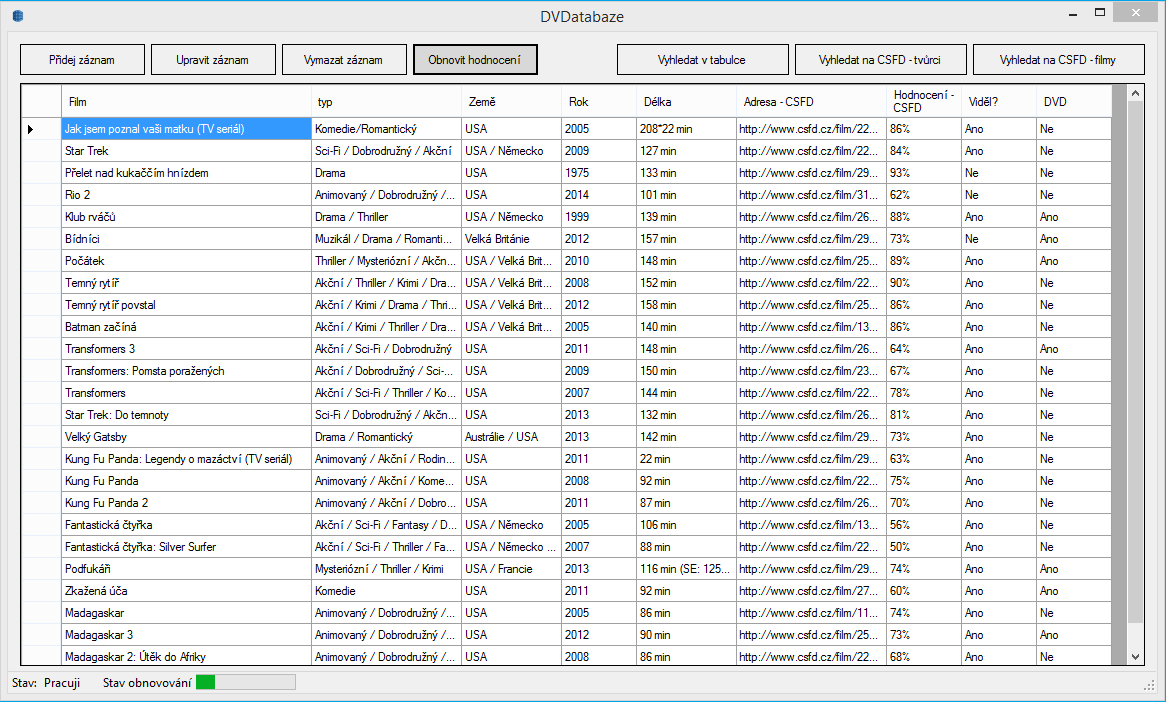 DVDatabaze
Přidej záznam Upravit záznam Vymazat záznam Obnovit hodnocení Vyhledat v tabulce Vyhledat na CSFD - tvůrci Vyhledat na CSFD - filmy
Film typ Země Rok Délka Adresa - CSFD Hodnocení - CSFD Viděl? DVD
Jak jsem poznal vaši matku (TV seriál) Komedie/Romantický USA 2005 208*22 min http://www.csfd.cz/film/22... 86% Ano Ne
Star Trek Sci-Fi / Dobrodružný / Akční USA / Německo 2009 127 min http://www.csfd.cz/film/22... 84% Ano Ne
Přelet nad kukaččím hnízdem Drama USA 1975 133 min http://www.csfd.cz/film/29... 93% Ne Ne
Rio 2 Animovaný / Dobrodružný /... USA 2014 101 min http://www.csfd.cz/film/31... 62% Ne Ne
Klub rváčů Drama / Thriller USA / Německo 1999 139 min http://www.csfd.cz/film/26... 88% Ano Ano
Bídníci Muzikál / Drama / Romanti... Velká Británie 2012 157 min http://www.csfd.cz/film/29... 73% Ne Ano
Počátek Thriller / Mysteriózní / Akčn... USA / Velká Brit... 2010 148 min http://www.csfd.cz/film/25... 89% Ano Ano
Temný rytíř Akční / Thriller / Krimi / Dra... USA / Velká Brit... 2008 152 min http://www.csfd.cz/film/22... 90% Ano Ne
Temný rytíř povstal Akční / Krimi / Drama / Thri... USA / Velká Brit... 2012 158 min http://www.csfd.cz/film/25... 86% Ano Ne
Batman začíná Akční / Krimi / Thriller / Dra... USA / Velká Brit... 2005 140 min http://www.csfd.cz/film/13... 86% Ano Ne
Transformers 3 Akční / Sci-Fi / Dobrodružný USA 2011 148 min http://www.csfd.cz/film/26... 64% Ano Ano
Transformers: Pomsta poražených Akční / Dobrodružný / Sci-... USA 2009 150 min http://www.csfd.cz/film/23... 67% Ano Ne
Transformers Akční / Sci-Fi / Thriller / Ko... USA 2007 144 min http://www.csfd.cz/film/22... 78% Ano Ne
Star Trek: Do temnoty Sci-Fi / Dobrodružný / Akčn... USA 2013 132 min http://www.csfd.cz/film/26... 81% Ano Ne
Velký Gatsby Drama / Romantický Austrálie / USA 2013 142 min http://www.csfd.cz/film/29... 73% Ano Ne
Kung Fu Panda: Legendy o mazáctví (TV seriál) Animovaný / Akční / Rodin... USA 2011 22 min http://www.csfd.cz/film/29... 63% Ano Ne
Kung Fu Panda Animovaný / Akční / Kome... USA 2008 92 min http://www.csfd.cz/film/22... 75% Ano Ne
Kung Fu Panda 2 Animovaný / Akční / Dobro... USA 2011 87 min http://www.csfd.cz/film/26... 70% Ano Ne
Fantastická čtyřka Akční / Sci-Fi / Fantasy / D... USA / Německo 2005 106 min http://www.csfd.cz/film/13... 56% Ano Ne
Fantastická čtyřka: Silver Surfer Akční / Sci-Fi / Thriller / Fa... USA / Německo ... 2007 88 min http://www.csfd.cz/film/22... 50% Ano Ne
Podfukáři Mysteriózní / Thriller / Krimi USA / Francie 2013 116 min (SE: 125... http://www.csfd.cz/film/29... 74% Ano Ano
Zkažená úča Komedie USA 2011 92 min http://www.csfd.cz/film/27... 60% Ano Ano
Madagaskar Animovaný / Dobrodružný /... USA 2005 86 min http://www.csfd.cz/film/11... 74% Ano Ne
Madagaskar 3 Animovaný / Dobrodružný /... USA 2012 90 min http://www.csfd.cz/film/25... 73% Ano Ano
Madagaskar 2: Útěk do Afriky Animovaný / Dobrodružný /... USA 2008 86 min http://www.csfd.cz/film/22... 68% Ano Ne
Stav: Pracuji Stav obnovování